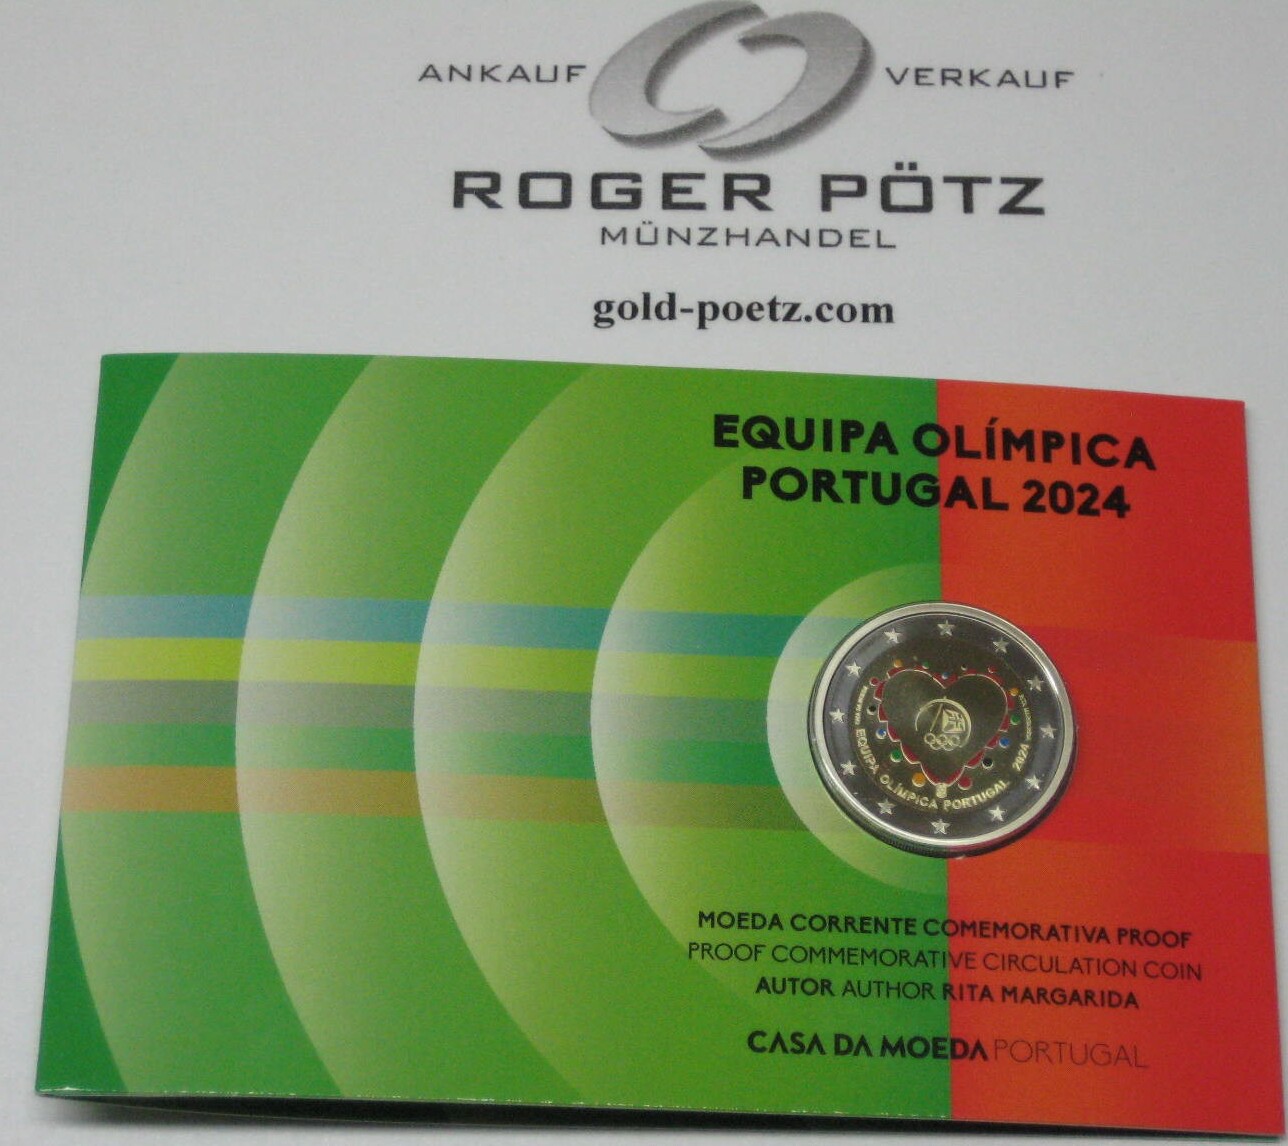 ANKAUF VERKAUF
ROGER PÖTZ
MÜNZHANDEL
gold-poetz.com
EQUIPA OLÍMPICA
PORTUGAL 2024
EQUIPA OLÍMPICA PORTUGAL 2024
MOEDA CORRENTE COMEMORATIVA PROOF
PROOF COMMEMORATIVE CIRCULATION COIN
AUTOR AUTHOR RITA MARGARIDA
CASA DA MOEDA PORTUGAL